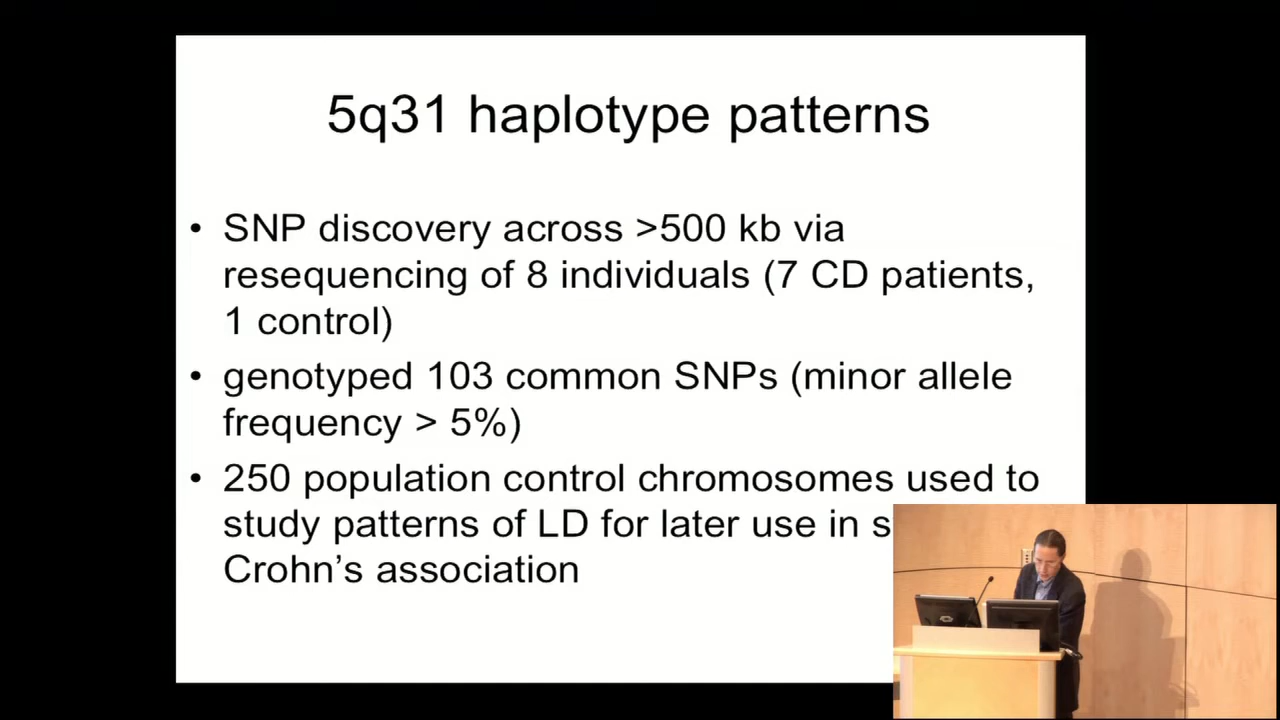 5q31 haplotype patterns
• SNP discovery across >500 kb via
resequencing of 8 individuals (7 CD patients,
1 control)
• genotyped 103 common SNPs (minor allele
frequency > 5%)
• 250 population control chromosomes used to
study patterns of LD for later use in
Crohn’s association